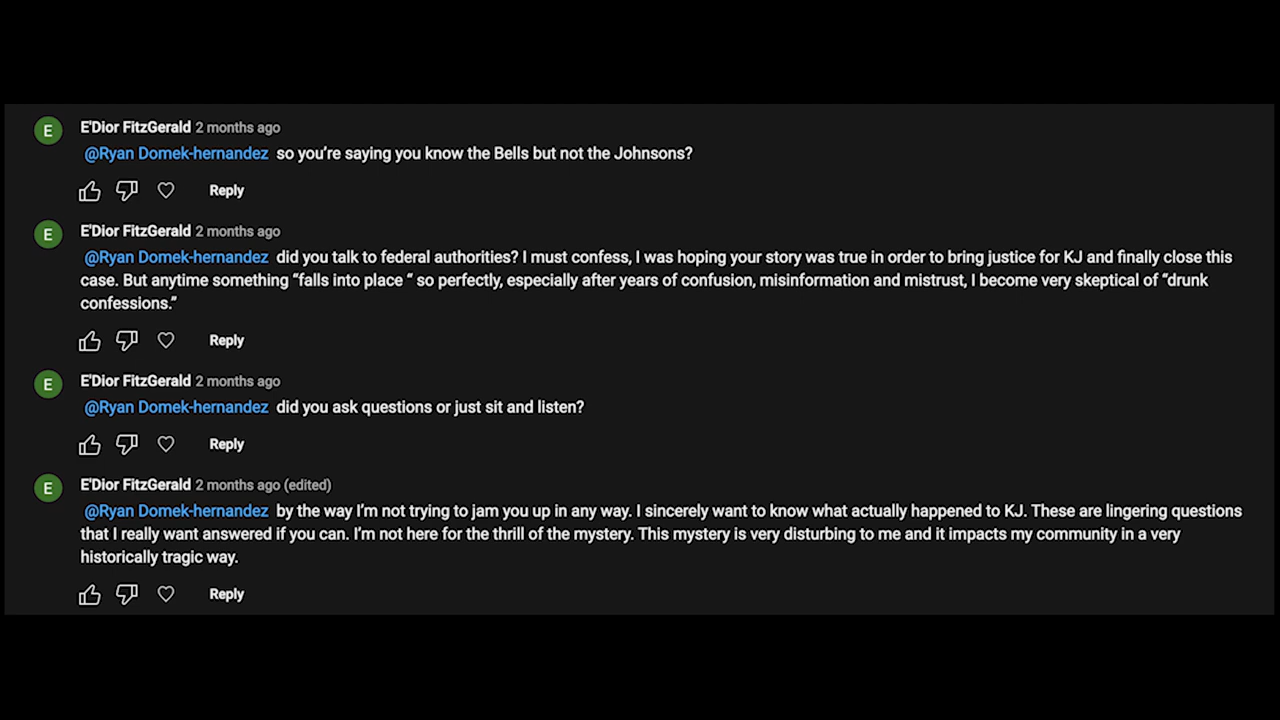 E
E'Dior FitzGerald 2 months ago
@Ryan Domek-hernandez so you’re saying you know the Bells but not the Johnsons?
Reply
E
E'Dior FitzGerald 2 months ago
@Ryan Domek-hernandez did you talk to federal authorities? I must confess, I was hoping your story was true in order to bring justice for KJ and finally close this
case. But anytime something “falls into place “ so perfectly, especially after years of confusion, misinformation and mistrust, I become very skeptical of “drunk
confessions.”
Reply
E
E'Dior FitzGerald 2 months ago
@Ryan Domek-hernandez did you ask questions or just sit and listen?
Reply
E
E'Dior FitzGerald 2 months ago (edited)
@Ryan Domek-hernandez by the way I’m not trying to jam you up in any way. I sincerely want to know what actually happened to KJ. These are lingering questions
that I really want answered if you can. I’m not here for the thrill of the mystery. This mystery is very disturbing to me and it impacts my community in a very
historically tragic way.
Reply